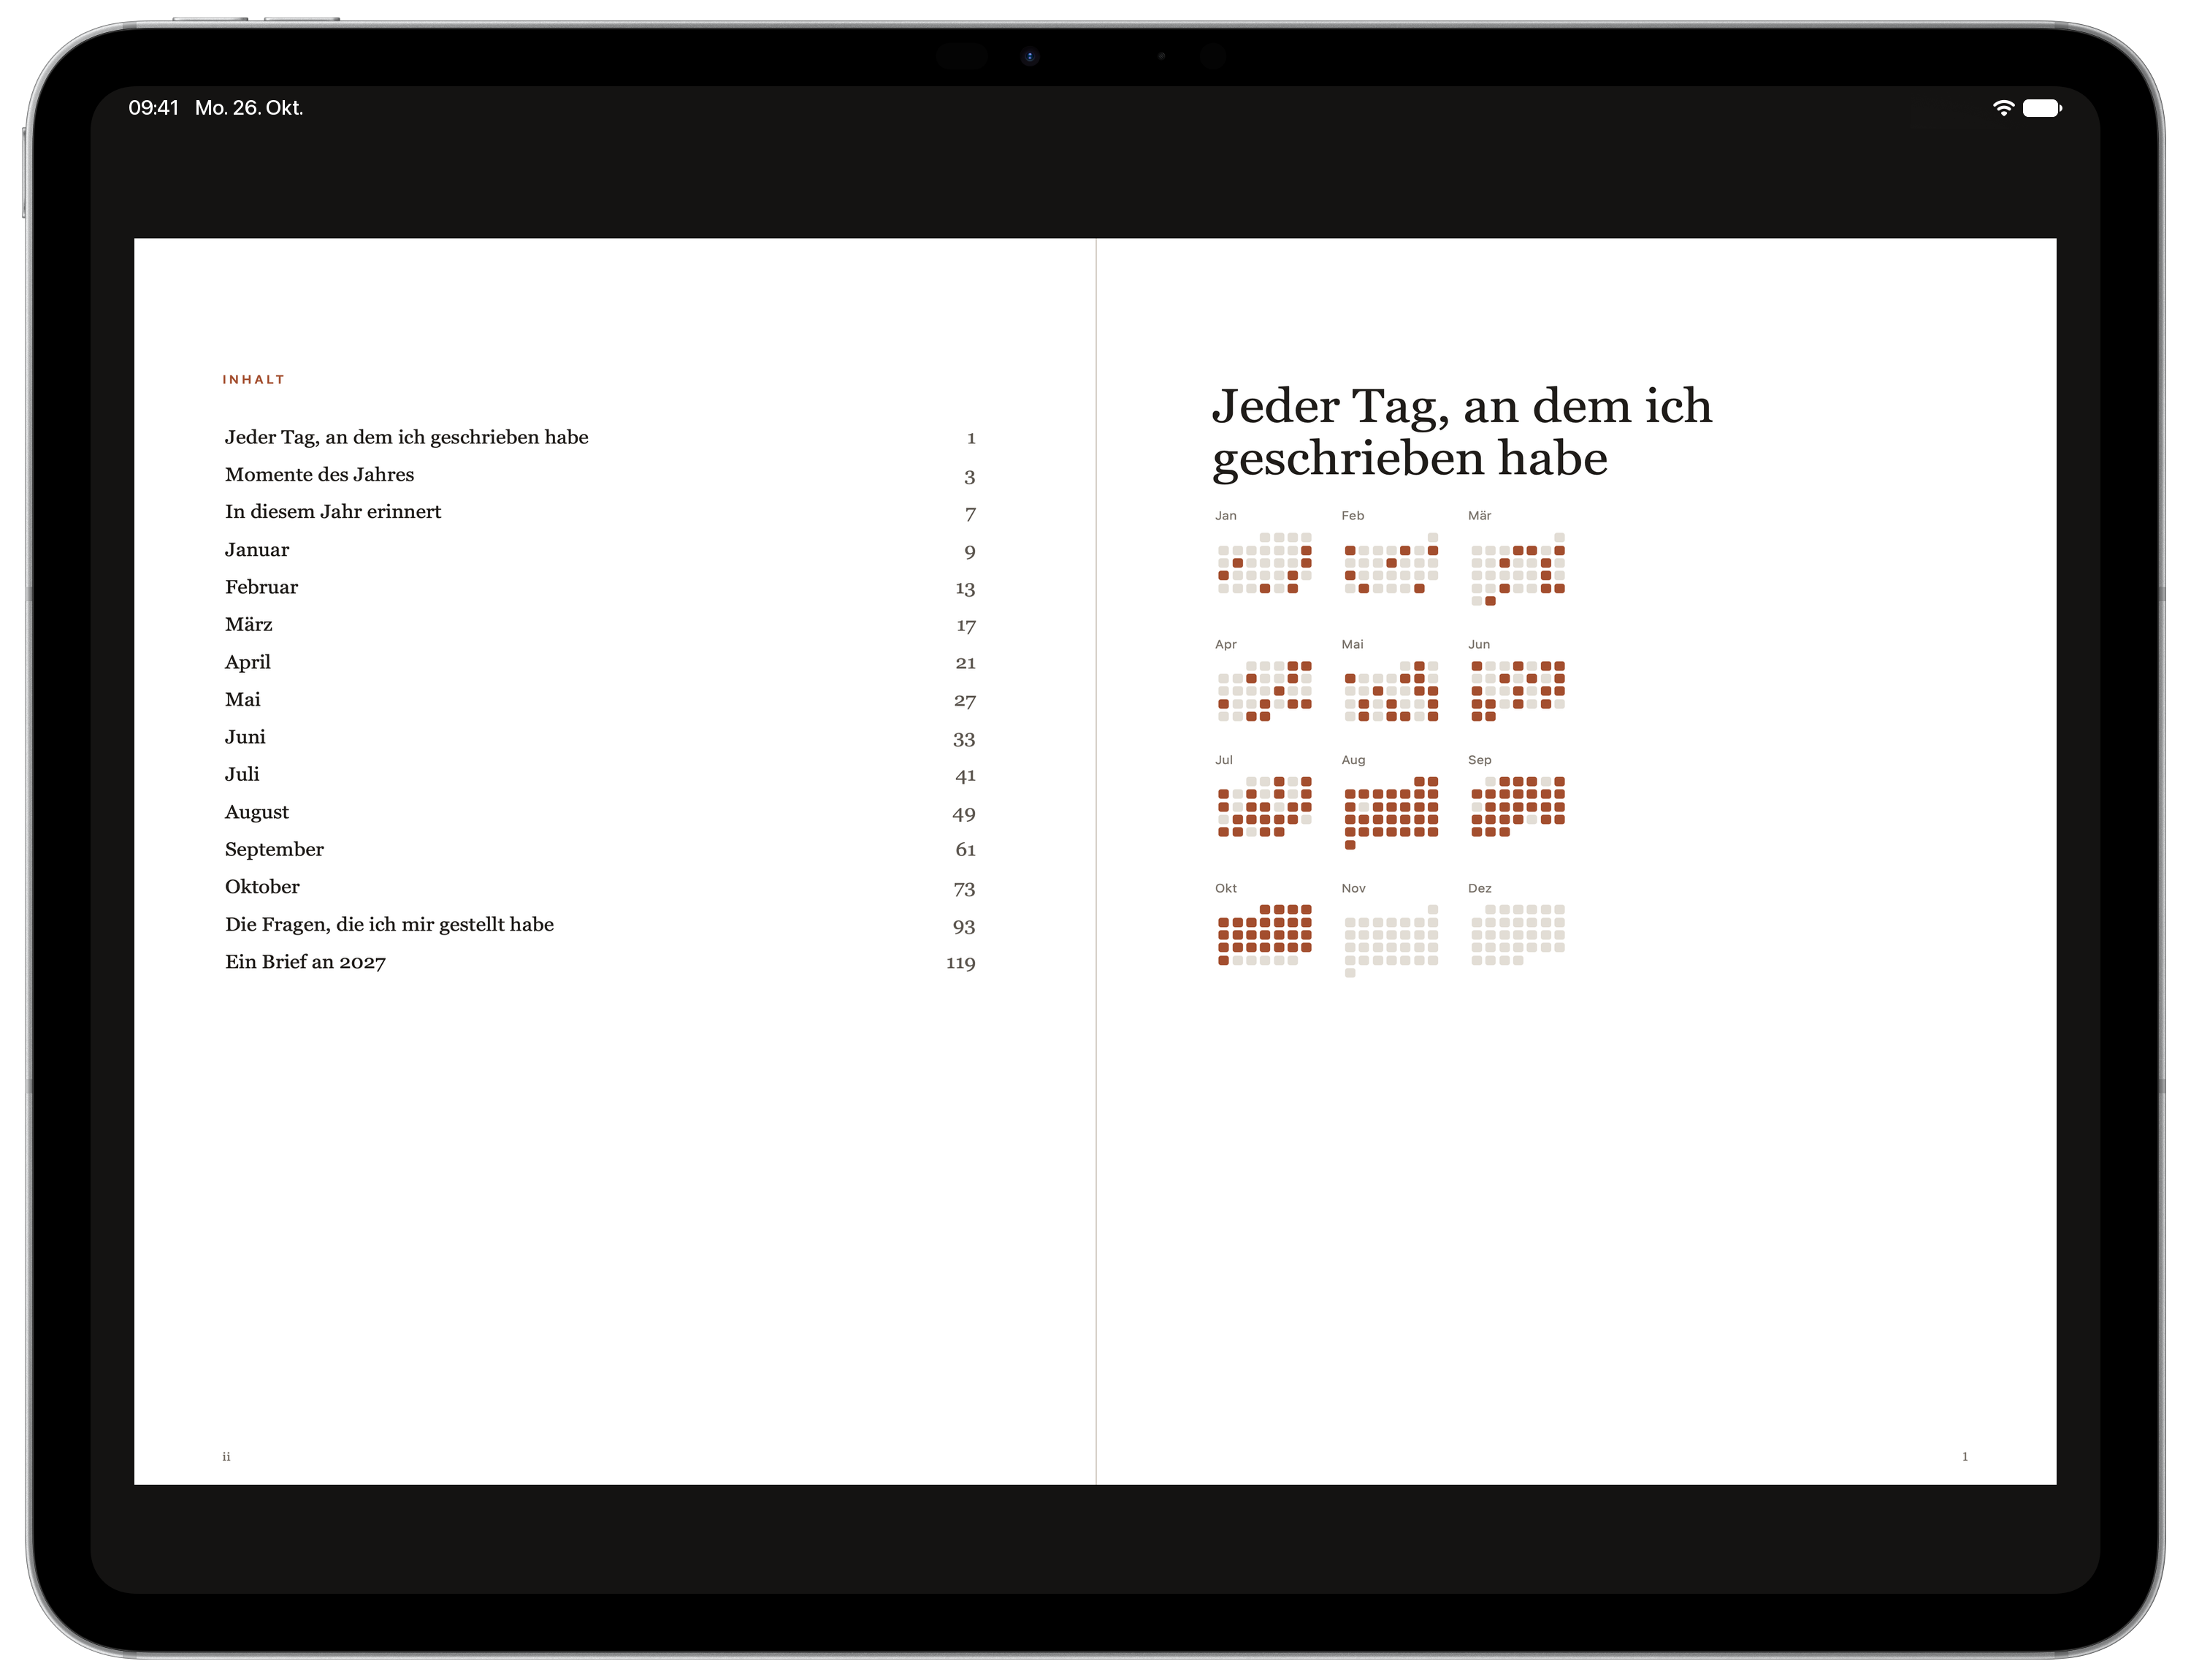 09:41 Mo. 26. Okt.
INHALT
Jeder Tag, an dem ich geschrieben habe 1
Momente des Jahres 3
In diesem Jahr erinnert 7
Januar 9
Februar 13
März 17
April 21
Mai 27
Juni 33
Juli 41
August 49
September 61
Oktober 73
Die Fragen, die ich mir gestellt habe 93
Ein Brief an 2027 119
ii
Jeder Tag, an dem ich
geschrieben habe
Jan Feb Mär
Apr Mai Jun
Jul Aug Sep
Okt Nov Dez
1